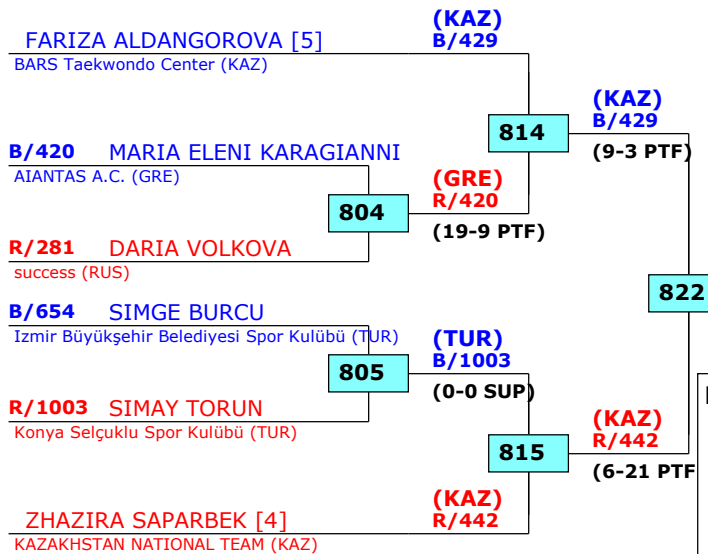 (KAZ)
FARIZA ALDANGOROVA [5]
B/429
BARS Taekwondo Center (KAZ)
(KAZ)
B/429
814
(9-3 PTF)
B/420 MARIA ELENI KARAGIANNI
AIANTAS A.C. (GRE)
(GRE)
R/420
804
(19-9 PTF)
R/281 DARIA VOLKOVA
success (RUS)
822
B/654 SIMGE BURCU
Izmir Büyükşehir Belediyesi Spor Kulübü (TUR)
(TUR)
B/1003
805
(0-0 SUP)
R/1003 SIMAY TORUN
Konya Selçuklu Spor Kulübü (TUR)
(KAZ)
R/442
815
(6-21 PTF
(KAZ)
ZHAZIRA SAPARBEK [4]
R/442
KAZAKHSTAN NATIONAL TEAM (KAZ)